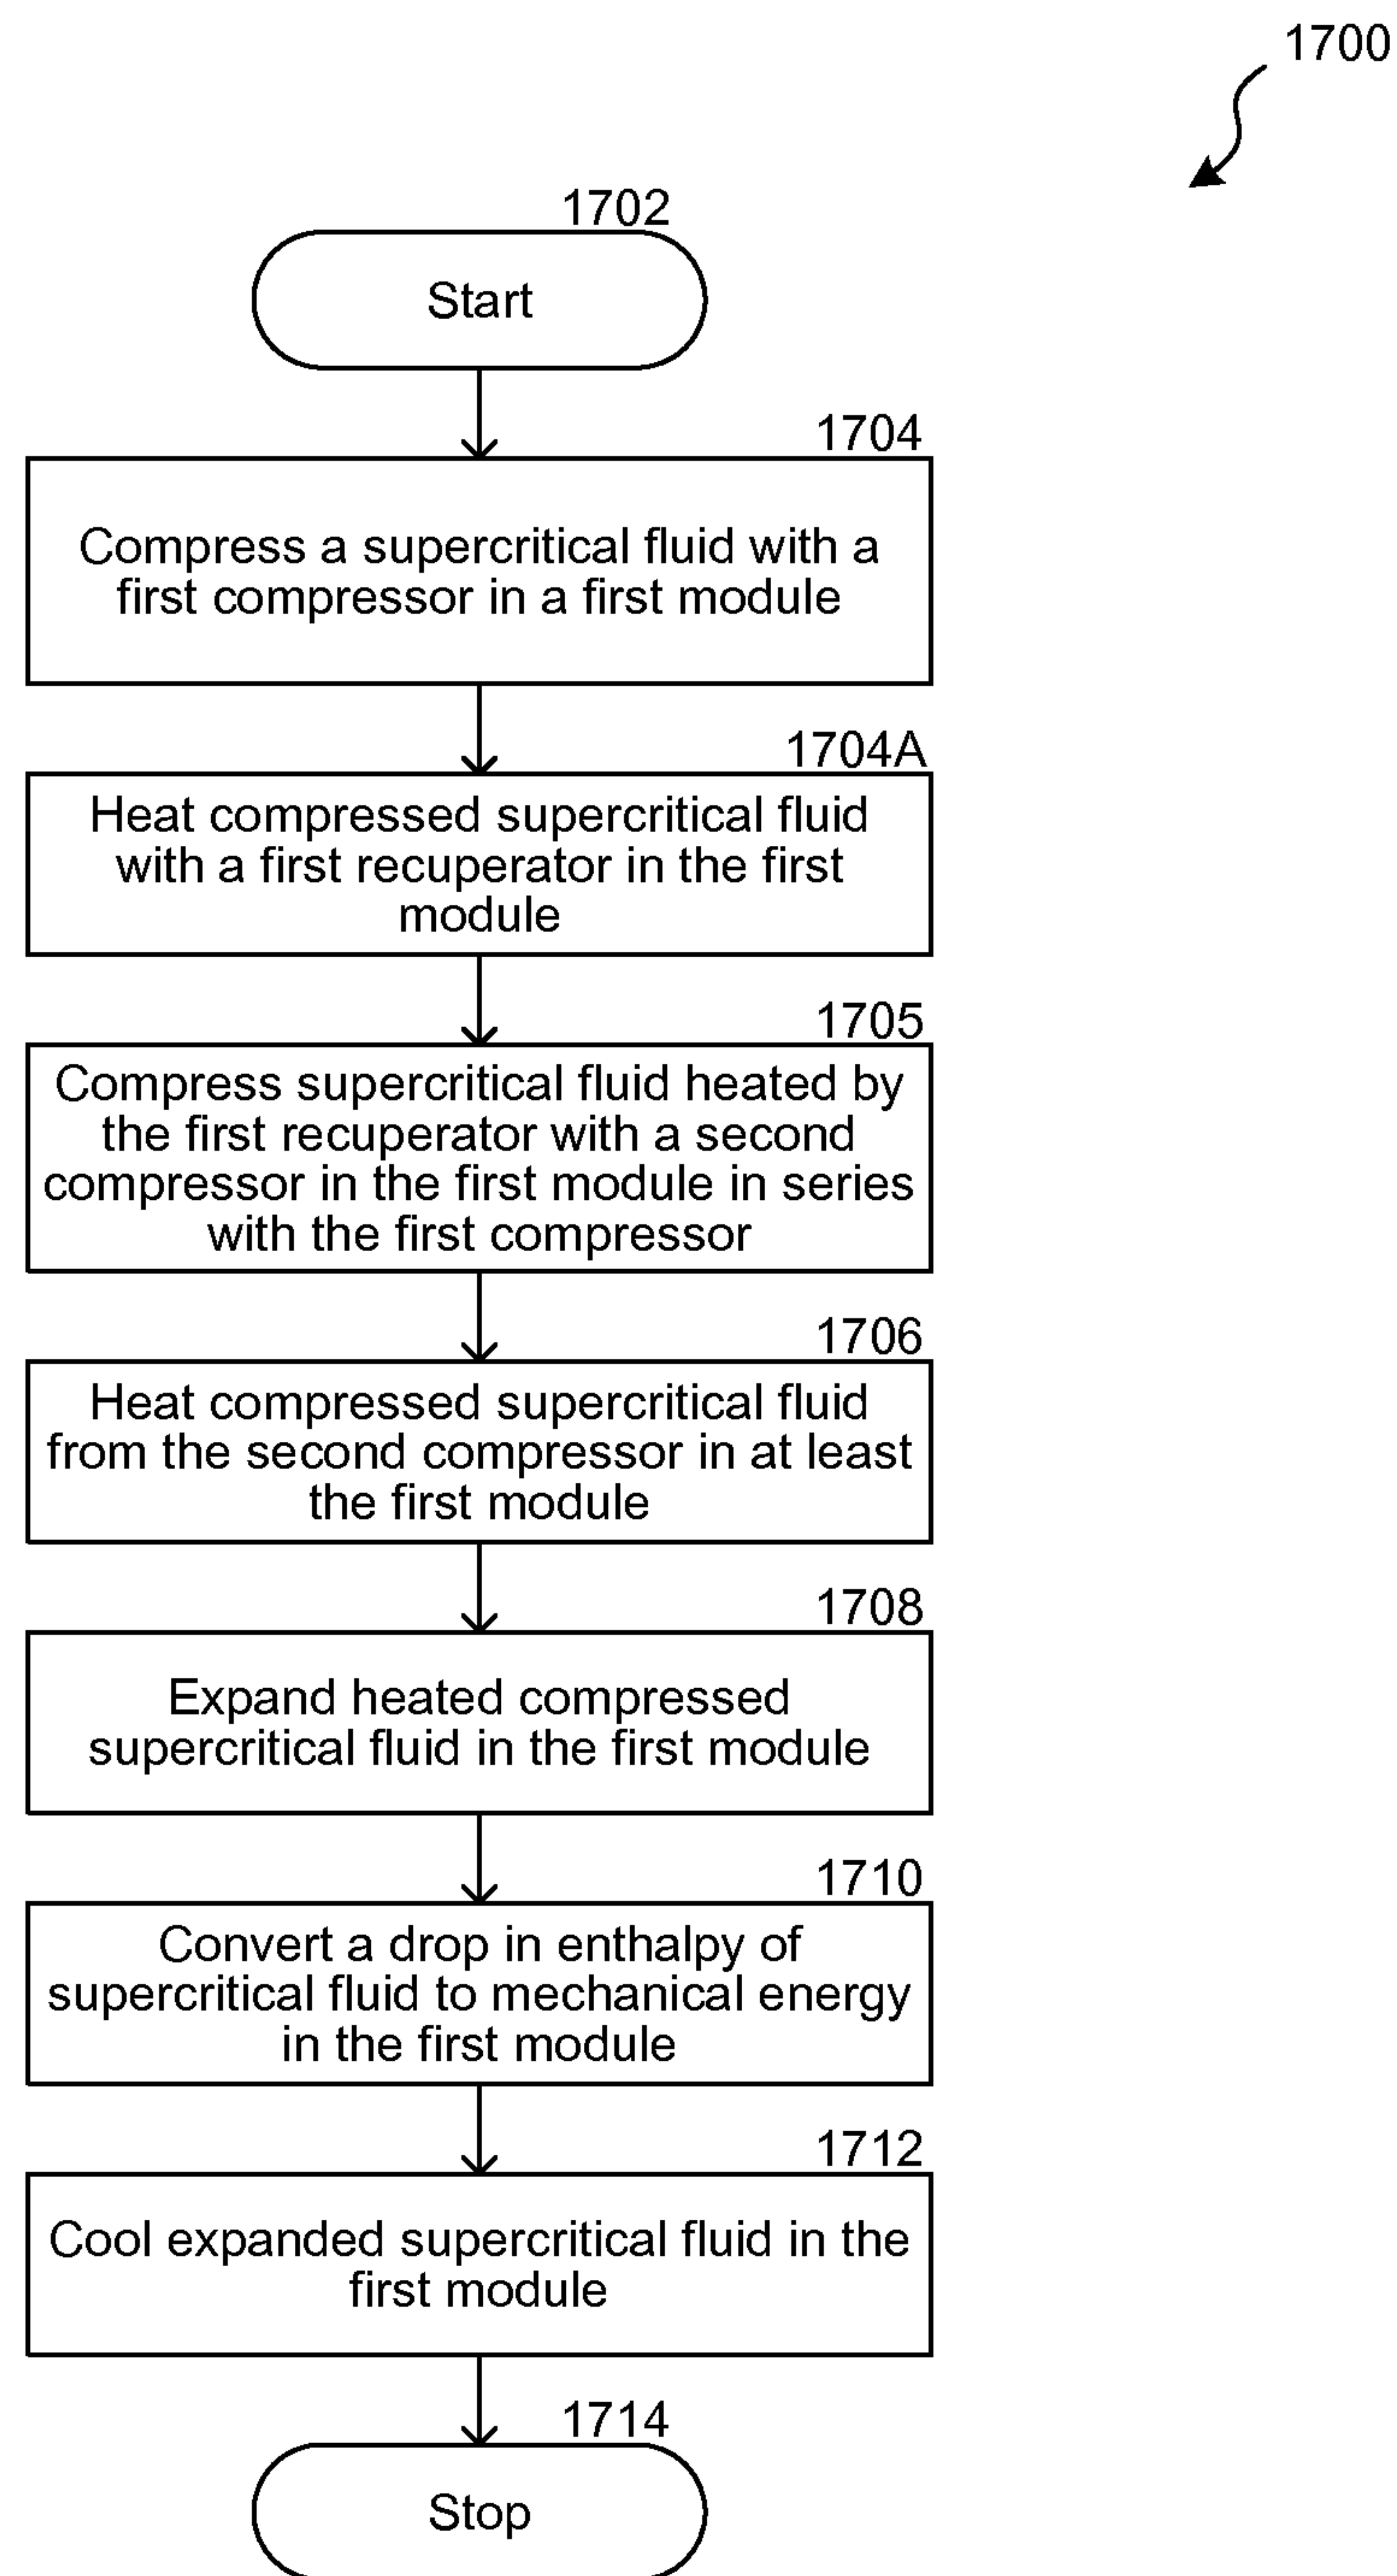 1700
1702
Start
1704
Compress a supercritical fluid with a
first compressor in a first module
1704A
Heat compressed supercritical fluid
with a first recuperator in the first
module
1705
Compress supercritical fluid heated by
the first recuperator with a second
compressor in the first module in series
with the first compressor
1706
Heat compressed supercritical fluid
from the second compressor in at least
the first module
1708
Expand heated compressed
supercritical fluid in the first module
1710
Convert a drop in enthalpy of
supercritical fluid to mechanical energy
in the first module
1712
Cool expanded supercritical fluid in the
first module
1714
Stop